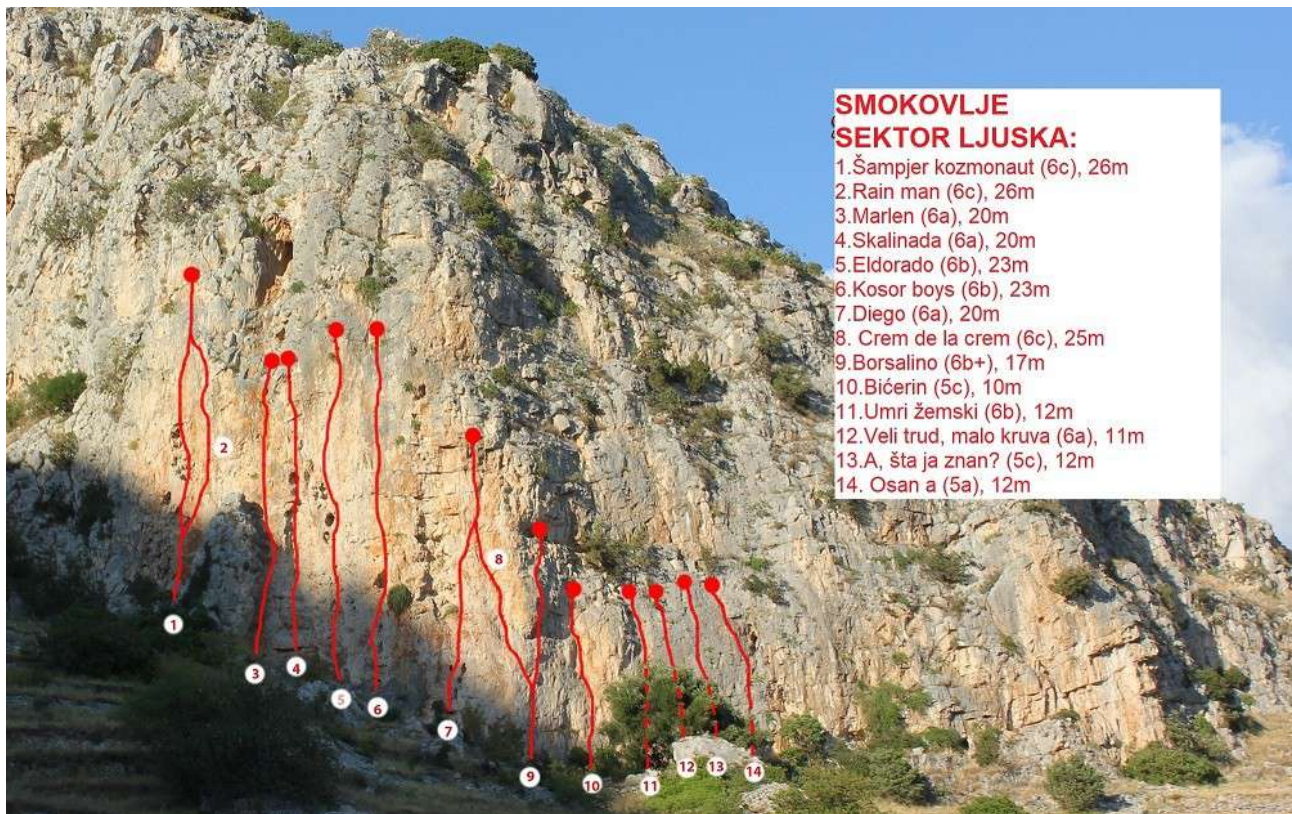 SMOKOVLJE
SEKTOR LJUSKA:
1.Šampjer kozmonaut (6c), 26m
2.Rain man (6c), 26m
3.Marlen (6a), 20m
4.Skalinada (6a), 20m
5.Eldorado (6b), 23m
6.Kosor boys (6b), 23m
7.Diego (6a), 20m
8. Crem de la crem (6c), 25m
9.Borsalino (6b+), 17m
10.Bićerin (5c), 10m
11.Umri žemski (6b), 12m
12.Veli trud, malo kruva (6a), 11m
13.A, šta ja znan? (5c), 12m
14. Osan a (5a), 12m
2
8
1
3
4
5
6
7
9
10
11
12
13
14